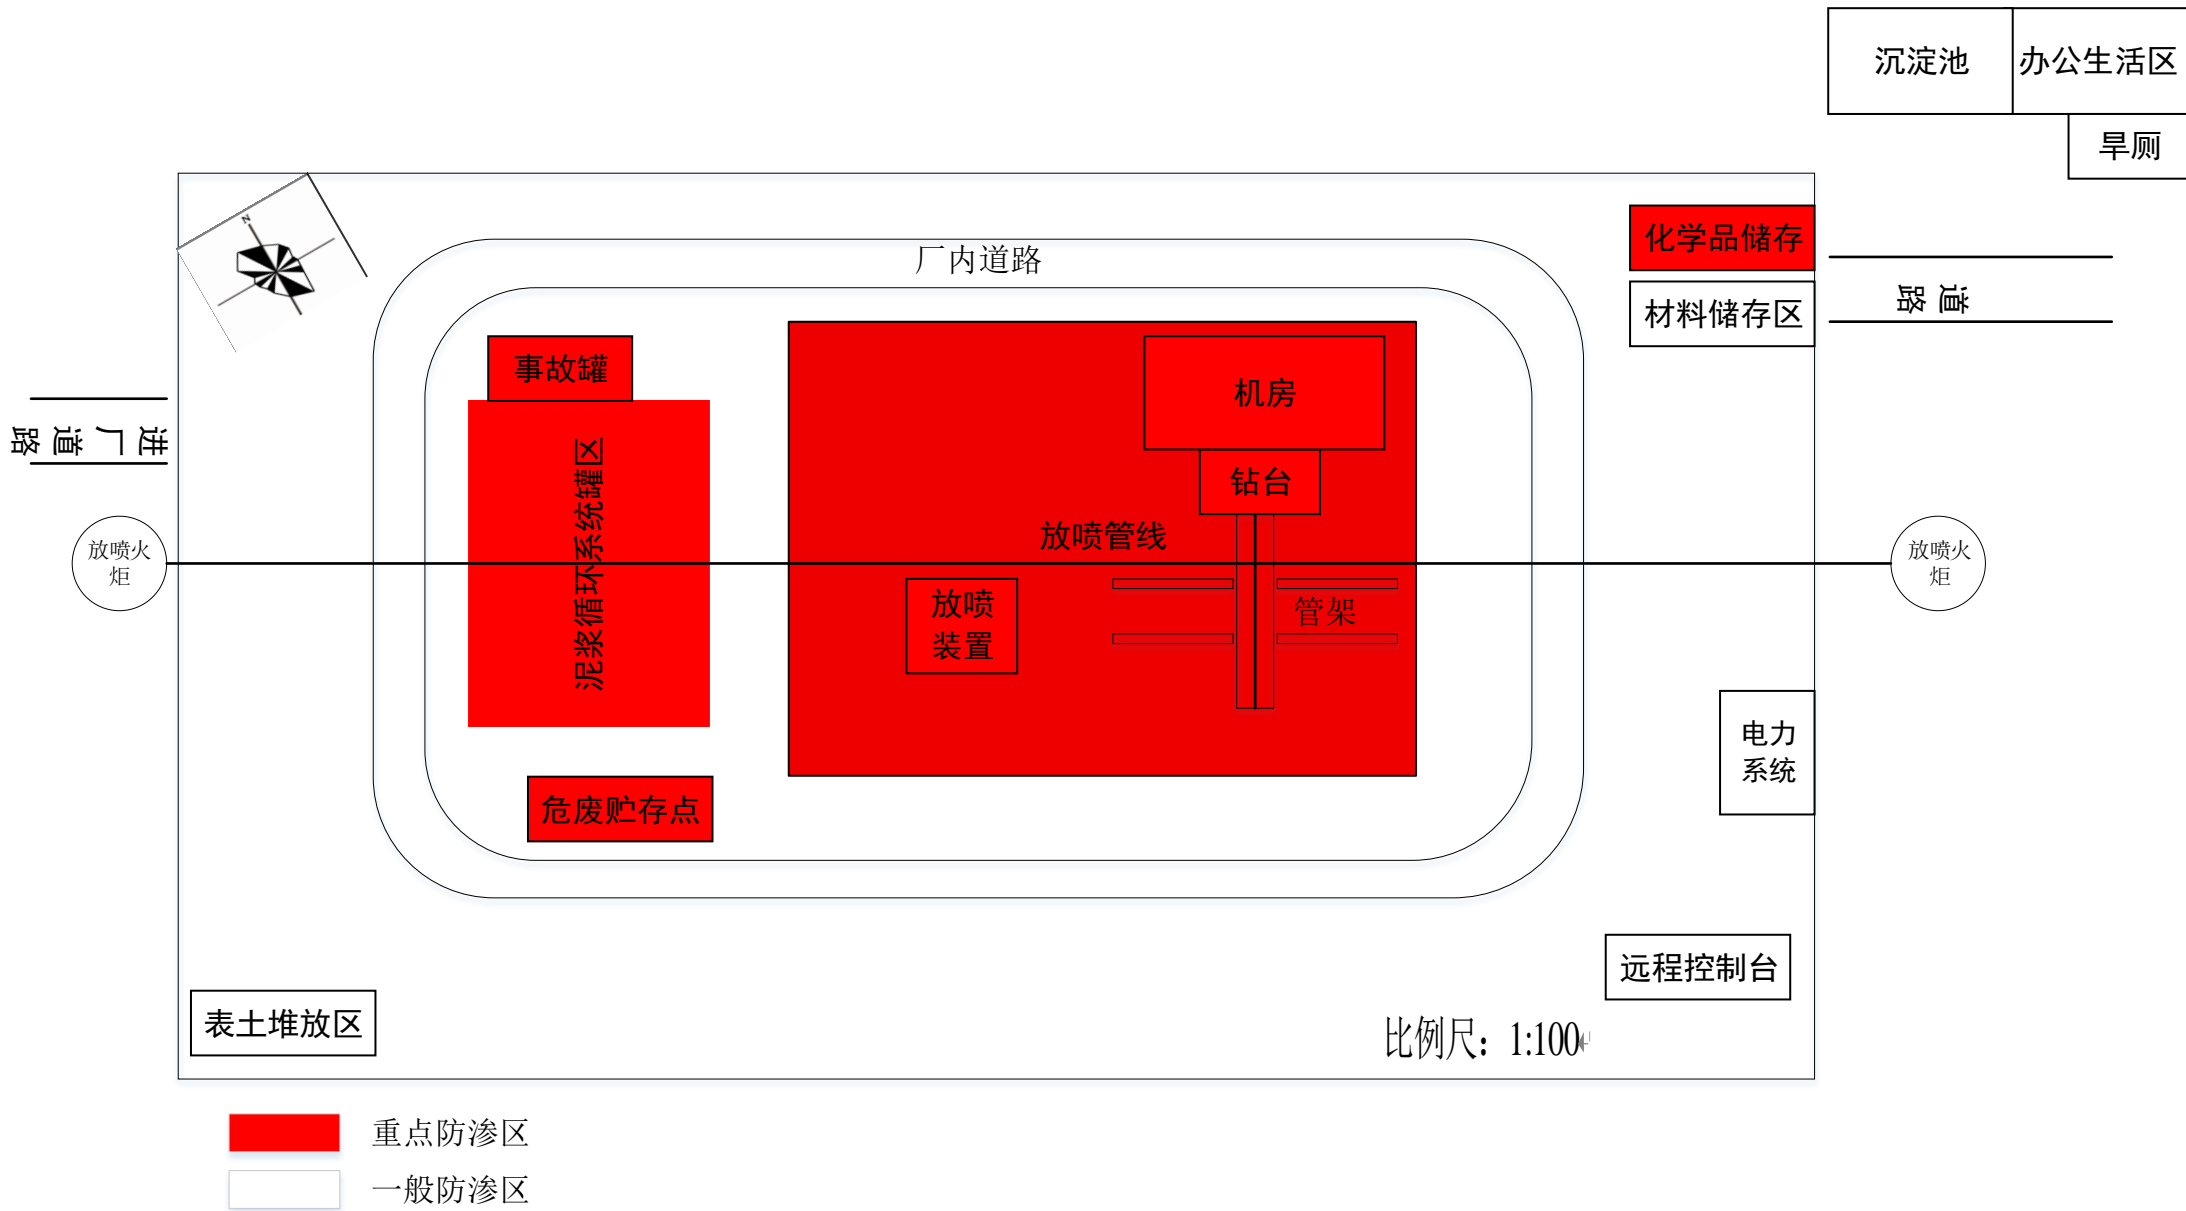 沉淀池
办公生活区
旱厕
N
化学品储存
厂内道路
材料储存区
道路
事故罐
机房
进厂道路
钻台
泥浆循环系统罐区
放喷管线
放喷火
炬
放喷火
炬
放喷
装置
管架
电力
系统
危废贮存点
远程控制台
表土堆放区
比例尺：1:100
重点防渗区
一般防渗区